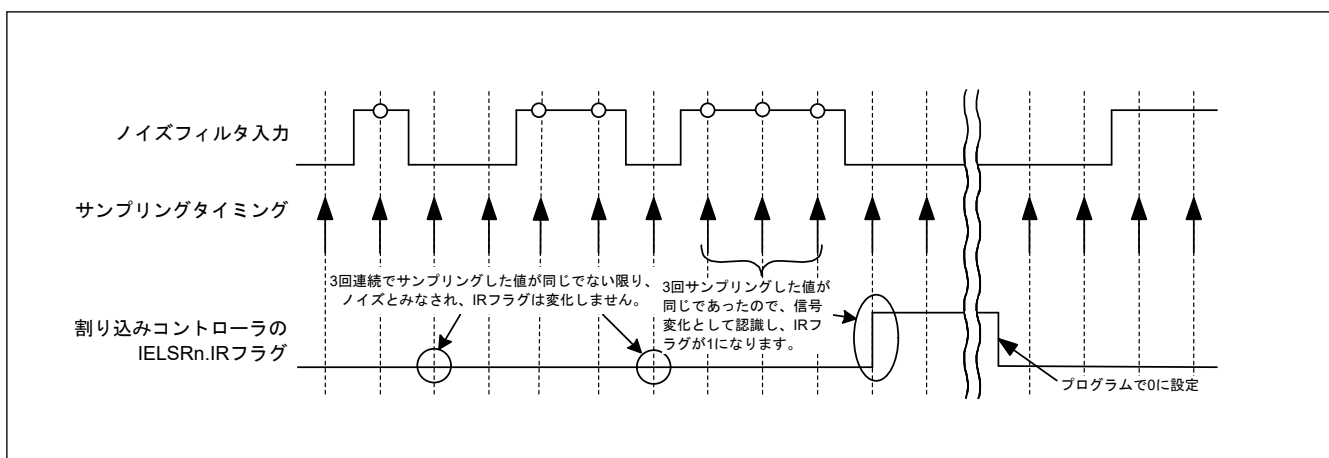 ノイズフィルタ入力
サンプリングタイミング
3回連続でサンプリングした値が同じでない限り、
ノイズとみなされ、IRフラグは変化しません。
3回サンプリングした値が
同じであったので、信号
変化として認識し、IRフ
ラグが1になります。
割り込みコントローラの
IELSRn.IRフラグ
プログラムで0に設定